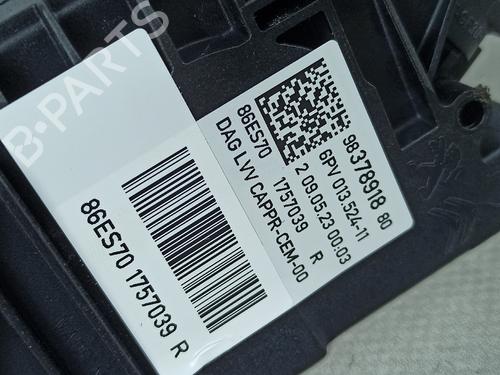 B-PARTS
98378918 80
6PV 013.524-11
2 09.05.23 00:03
86ES70 1757039 R
DAG LVV CAPPR-CEM-00
86ES70 1757039 R